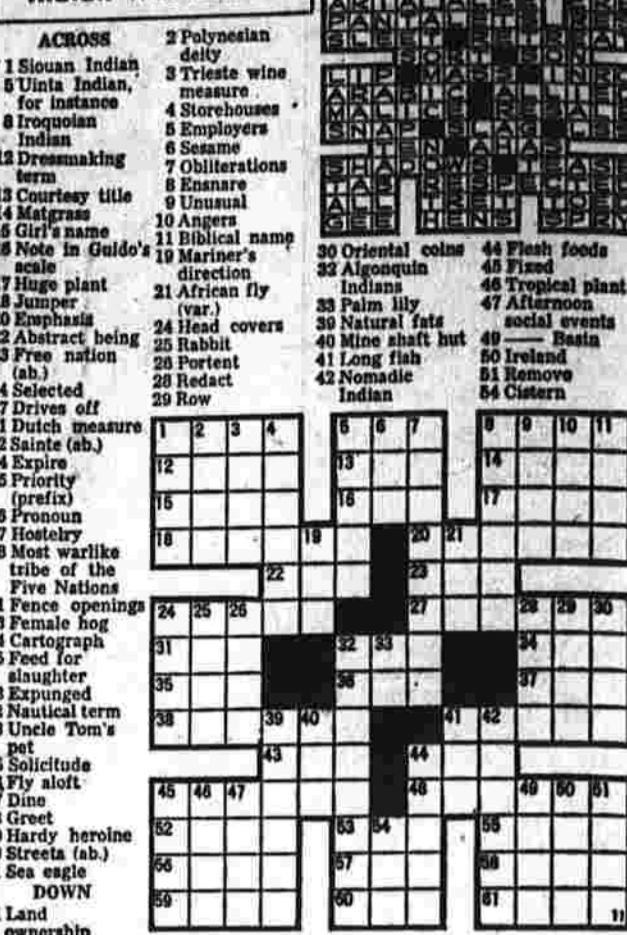 ACROSS
1 Siouan Indian
5 Uinta Indian,
for instance
8 Iroquoian
Indian
12 Dressmaking
term
13 Courtesy title
14 Matgrass
15 Girl's name
16 Note in Guido's
scale
17 Huge plant
18 Jumper
20 Emphasis
22 Abstract being
23 Free nation
(ab.)
24 Selected
27 Drives off
31 Dutch measure
32 Sainte (ab.)
34 Expire
35 Priority
(prefix)
36 Pronoun
37 Hostelry
38 Most warlike
tribe of the
Five Nations
41 Fence openings
43 Female hog
44 Cartograph
45 Feed for
slaughter
48 Expunged
52 Nautical term
53 Uncle Tom's
pet
55 Solicitude
56 Fly aloft
57 Dine
58 Greet
59 Hardy heroine
60 Streets (ab.)
61 Sea eagle
DOWN
Land
ownership
2 Polynesian
deity
3 Trieste wine
measure
4 Storehouses
5 Employers
6 Sesame
7 Obliterations
8 Ensnare
9 Unusual
10 Angers
11 Biblical name
19 Mariner's
direction
21 African fly
(var.)
24 Head covers
25 Rabbit
26 Portent
28 Redact
29 Row
30 Oriental coins
32 Algonquin
Indians
33 Palm lily
39 Natural fats
40 Mine shaft hut
41 Long fish
42 Nomadic
Indian
44 Flesh foods
45 Fixed
46 Tropical plant
47 Afternoon
social events
49 —— Basin
50 Ireland
51 Remove
54 Cistern
1 2 3 4 5 6 7 8 9 10 11
12 13 14
15 16 17
18 19 20 21
22 23
24 25 26 27 28 29 30
31 32 33 34
35 36 37
38 39 40 41 42
43 44
45 46 47 48 49 50 51
52 53 54 55
56 57 58
59 60 61